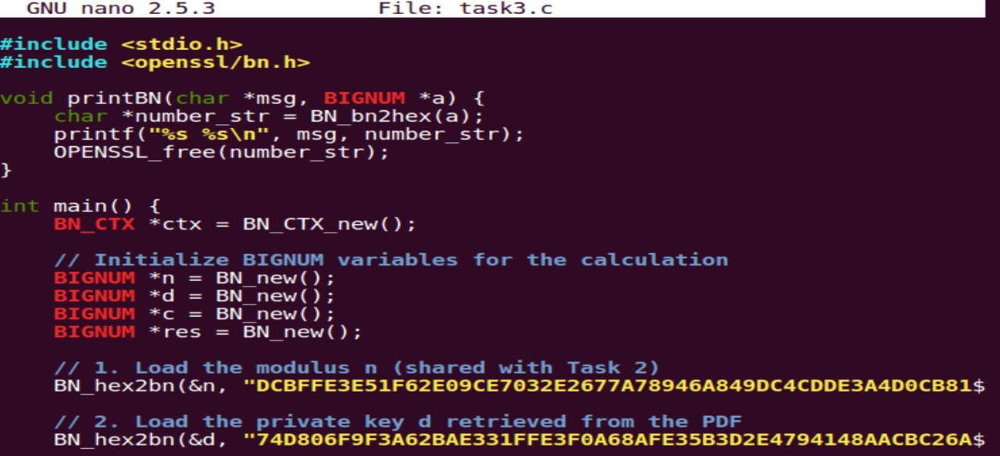 GNU nano 2.5.3 File: task3.c
#include <stdio.h>
#include <openssl/bn.h>
void printBN(char *msg, BIGNUM *a) {
char *number_str = BN_bn2hex(a);
printf("%s %s\n", msg, number_str);
OPENSSL_free(number_str);
}
int main() {
BN_CTX *ctx = BN_CTX_new();
// Initialize BIGNUM variables for the calculation
BIGNUM *n = BN_new();
BIGNUM *d = BN_new();
BIGNUM *c = BN_new();
BIGNUM *res = BN_new();
// 1. Load the modulus n (shared with Task 2)
BN_hex2bn(&n, "DCBFFE3E51F62E09CE7032E2677A78946A849DC4CDDE3A4D0CB81$
// 2. Load the private key d retrieved from the PDF
BN_hex2bn(&d, "74D806F9F3A62BAE331FFE3F0A68AFE35B3D2E4794148AACBC26A$